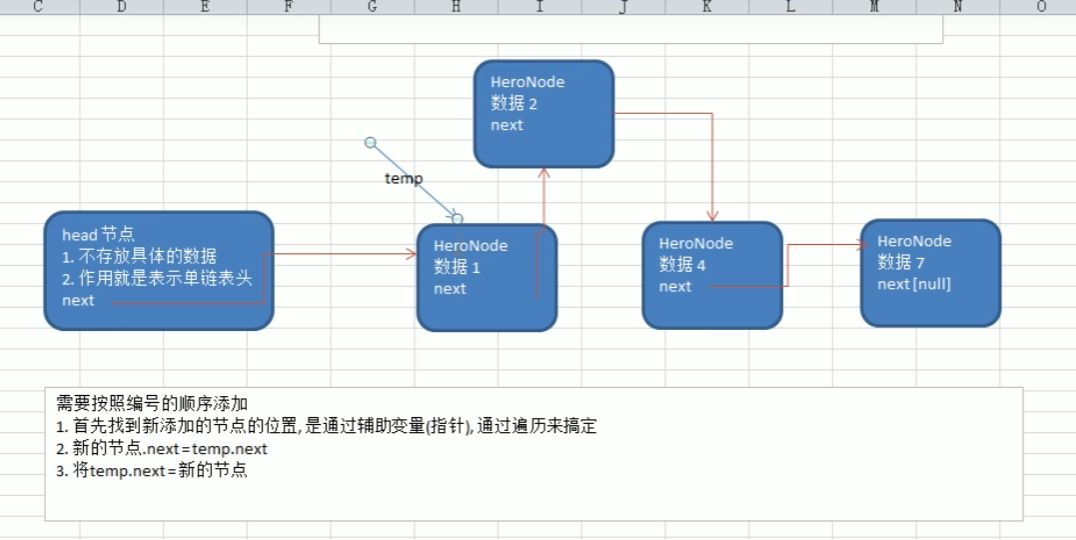 C D E F G H I J K L M N O
HeroNode
数据 2
next
temp
head 节点
1. 不存放具体的数据
2. 作用就是表示单链表头
next
HeroNode
数据 1
next
HeroNode
数据 4
next
HeroNode
数据 7
next [null]
需要按照编号的顺序添加
1. 首先找到新添加的节点的位置, 是通过辅助变量(指针), 通过遍历来搞定
2. 新的节点.next=temp.next
3. 将temp.next=新的节点